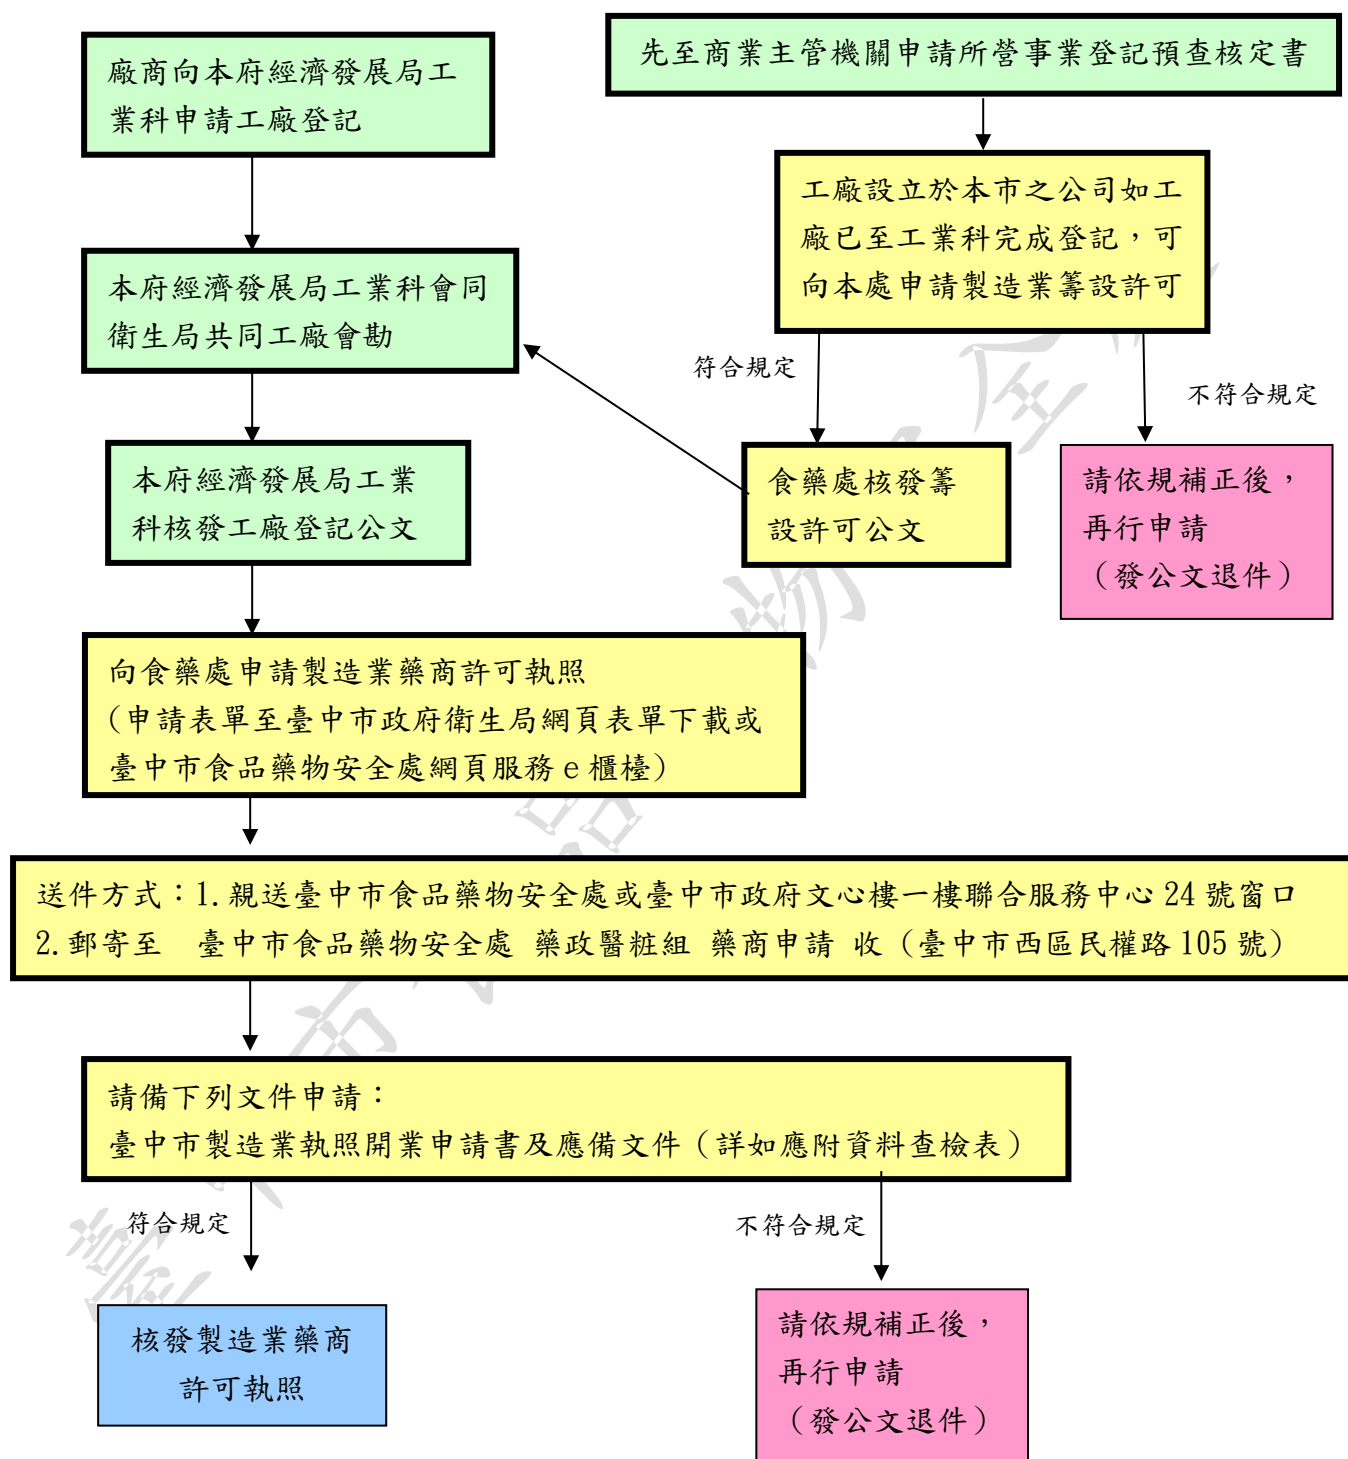 先至商業主管機關申請所營事業登記預查核定書
廠商向本府經濟發展局工
業科申請工廠登記
工廠設立於本市之公司如工
廠已至工業科完成登記，可
向本處申請製造業籌設許可
本府經濟發展局工業科會同
衛生局共同工廠會勘
符合規定
不符合規定
本府經濟發展局工業
科核發工廠登記公文
食藥處核發籌
設許可公文
請依規補正後，
再行申請
（發公文退件）
向食藥處申請製造業藥商許可執照
(申請表單至臺中市政府衛生局網頁表單下載或
臺中市食品藥物安全處網頁服務 e 櫃檯)
送件方式：1.親送臺中市食品藥物安全處或臺中市政府文心樓一樓聯合服務中心 24 號窗口
2.郵寄至　臺中市食品藥物安全處 藥政醫粧組 藥商申請 收 (臺中市西區民權路 105 號)
請備下列文件申請：
臺中市製造業執照開業申請書及應備文件（詳如應附資料查檢表）
符合規定
不符合規定
核發製造業藥商
許可執照
請依規補正後，
再行申請
（發公文退件）
臺中市食品藥物安全